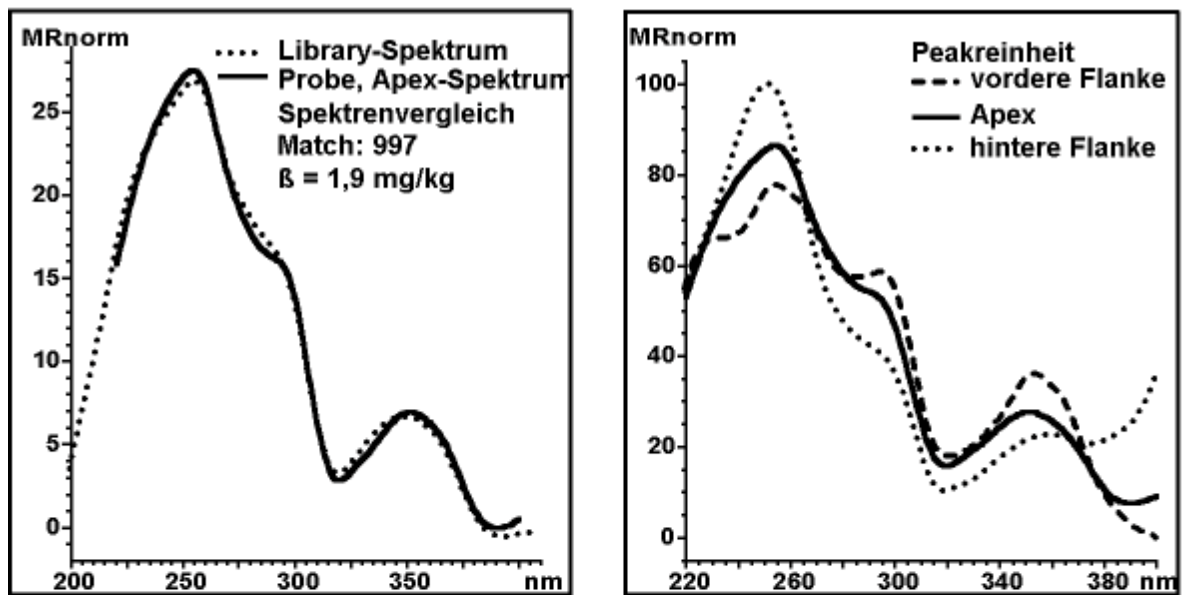 MRnorm
Library-Spektrum
Probe, Apex-Spektrum
Spektrenvergleich
Match: 997
ß = 1,9 mg/kg
25
20
15
10
5
0
200
250
300
350
nm
MRnorm
Peakreinheit
vordere Flanke
Apex
hintere Flanke
100
80
60
40
20
0
220
260
300
340
380
nm